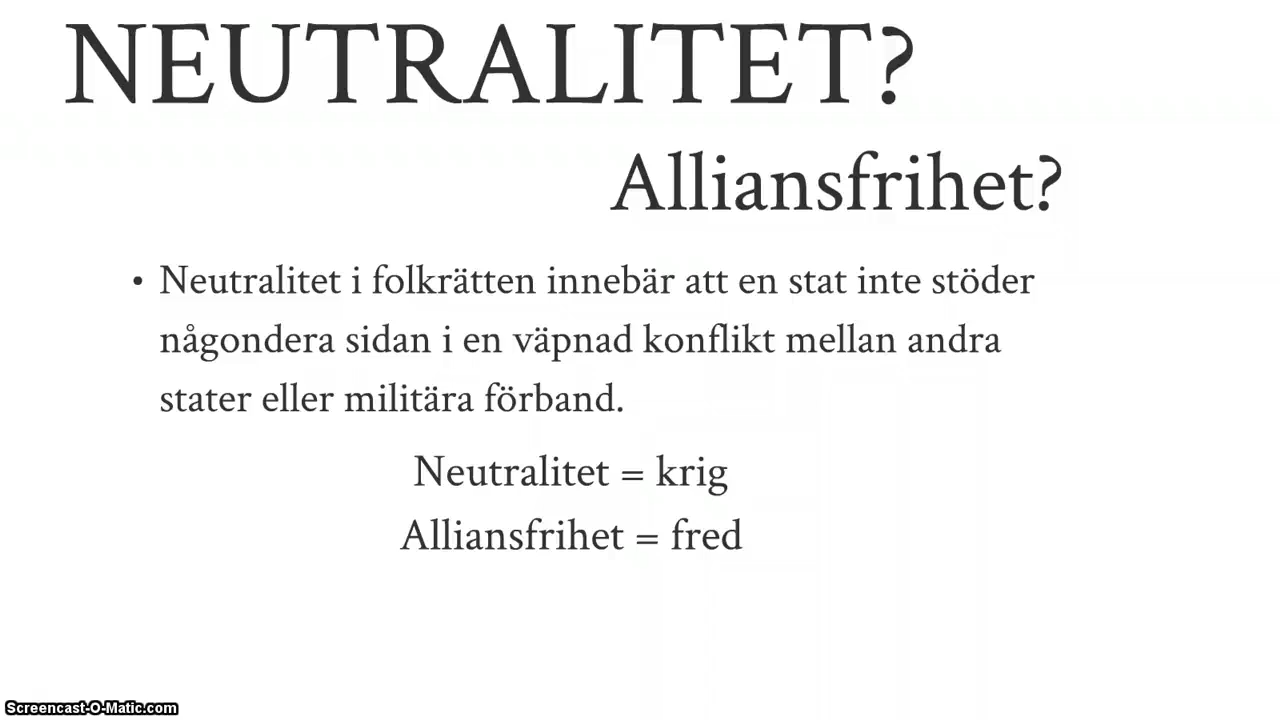 NEUTRALITET?
Alliansfrihet?
• Neutralitet i folkrätten innebär att en stat inte stöder
någondera sidan i en väpnad konflikt mellan andra
stater eller militära förband.
Neutralitet = krig
Alliansfrihet = fred
Screencast-O-Matic.com